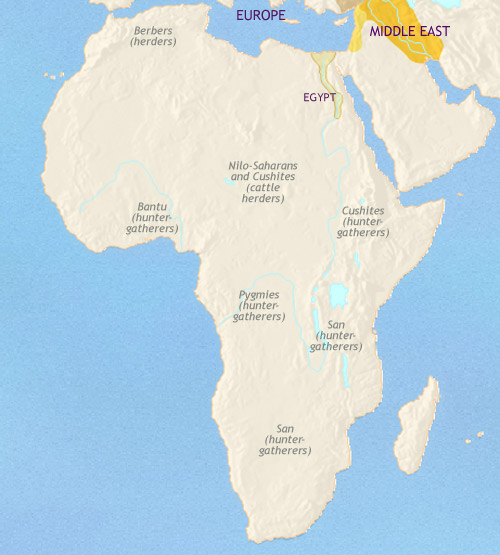 EUROPE
Berbers
(herders)
MIDDLE EAST
EGYPT
Nilo-Saharans
and Cushites
(cattle
herders)
Bantu
(hunter-
gatherers)
Cushites
(hunter-
gatherers)
Pygmies
(hunter-
gatherers)
San
(hunter-
gatherers)
San
(hunter-
gatherers)